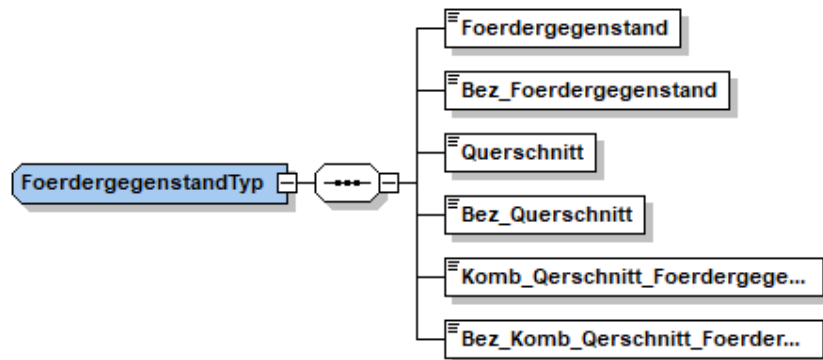 Foerdergegenstand
Bez_Foerdergegenstand
Querschnitt
FoerdergegenstandTyp
Bez_Querschnitt
Komb_Qerschnitt_Foerdergege...
Bez_Komb_Qerschnitt_Foerder...